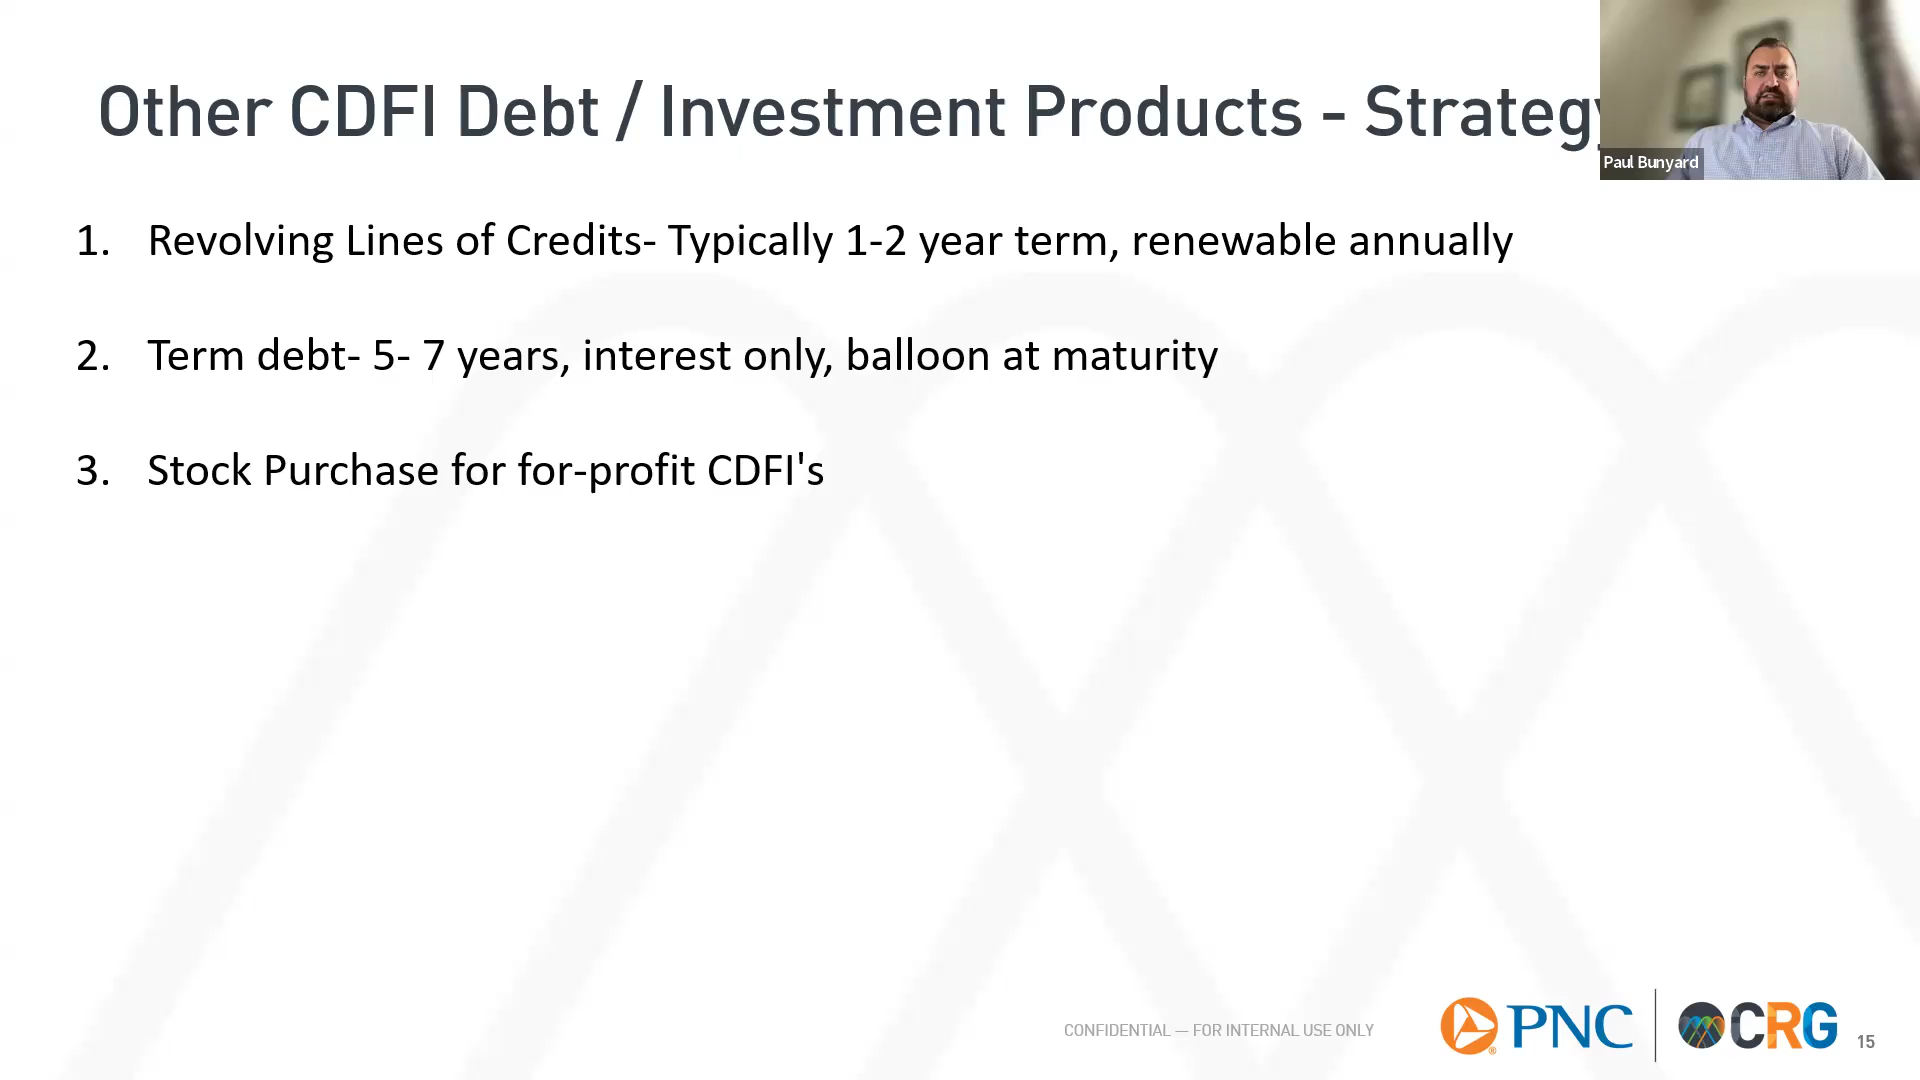 Other CDFI Debt / Investment Products - Strategy
Paul Bunyard
1. Revolving Lines of Credits- Typically 1-2 year term, renewable annually
2. Term debt- 5- 7 years, interest only, balloon at maturity
3. Stock Purchase for for-profit CDFI's
CONFIDENTIAL — FOR INTERNAL USE ONLY
PNC
CRG
15